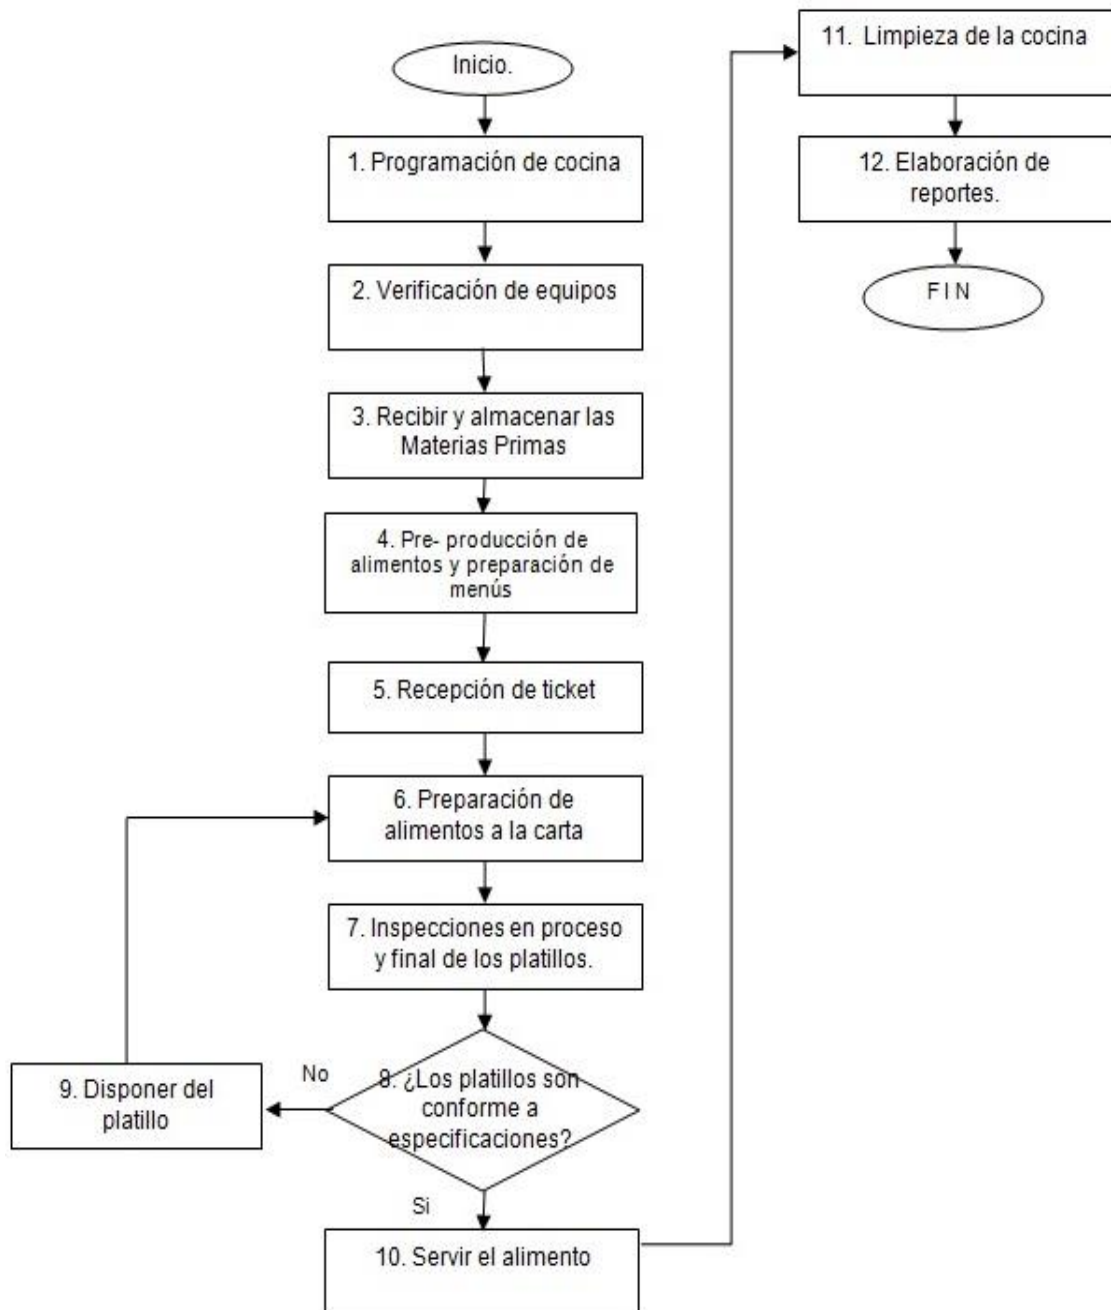 Inicio.
1. Programación de cocina
2. Verificación de equipos
3. Recibir y almacenar las
Materias Primas
4. Pre- producción de
alimentos y preparación de
menús
5. Recepción de ticket
6. Preparación de
alimentos a la carta
7. Inspecciones en proceso
y final de los platillos.
8. ¿Los platillos son
conforme a
especificaciones?
No
9. Disponer del
platillo
Si
10. Servir el alimento
11. Limpieza de la cocina
12. Elaboración de
reportes.
F I N